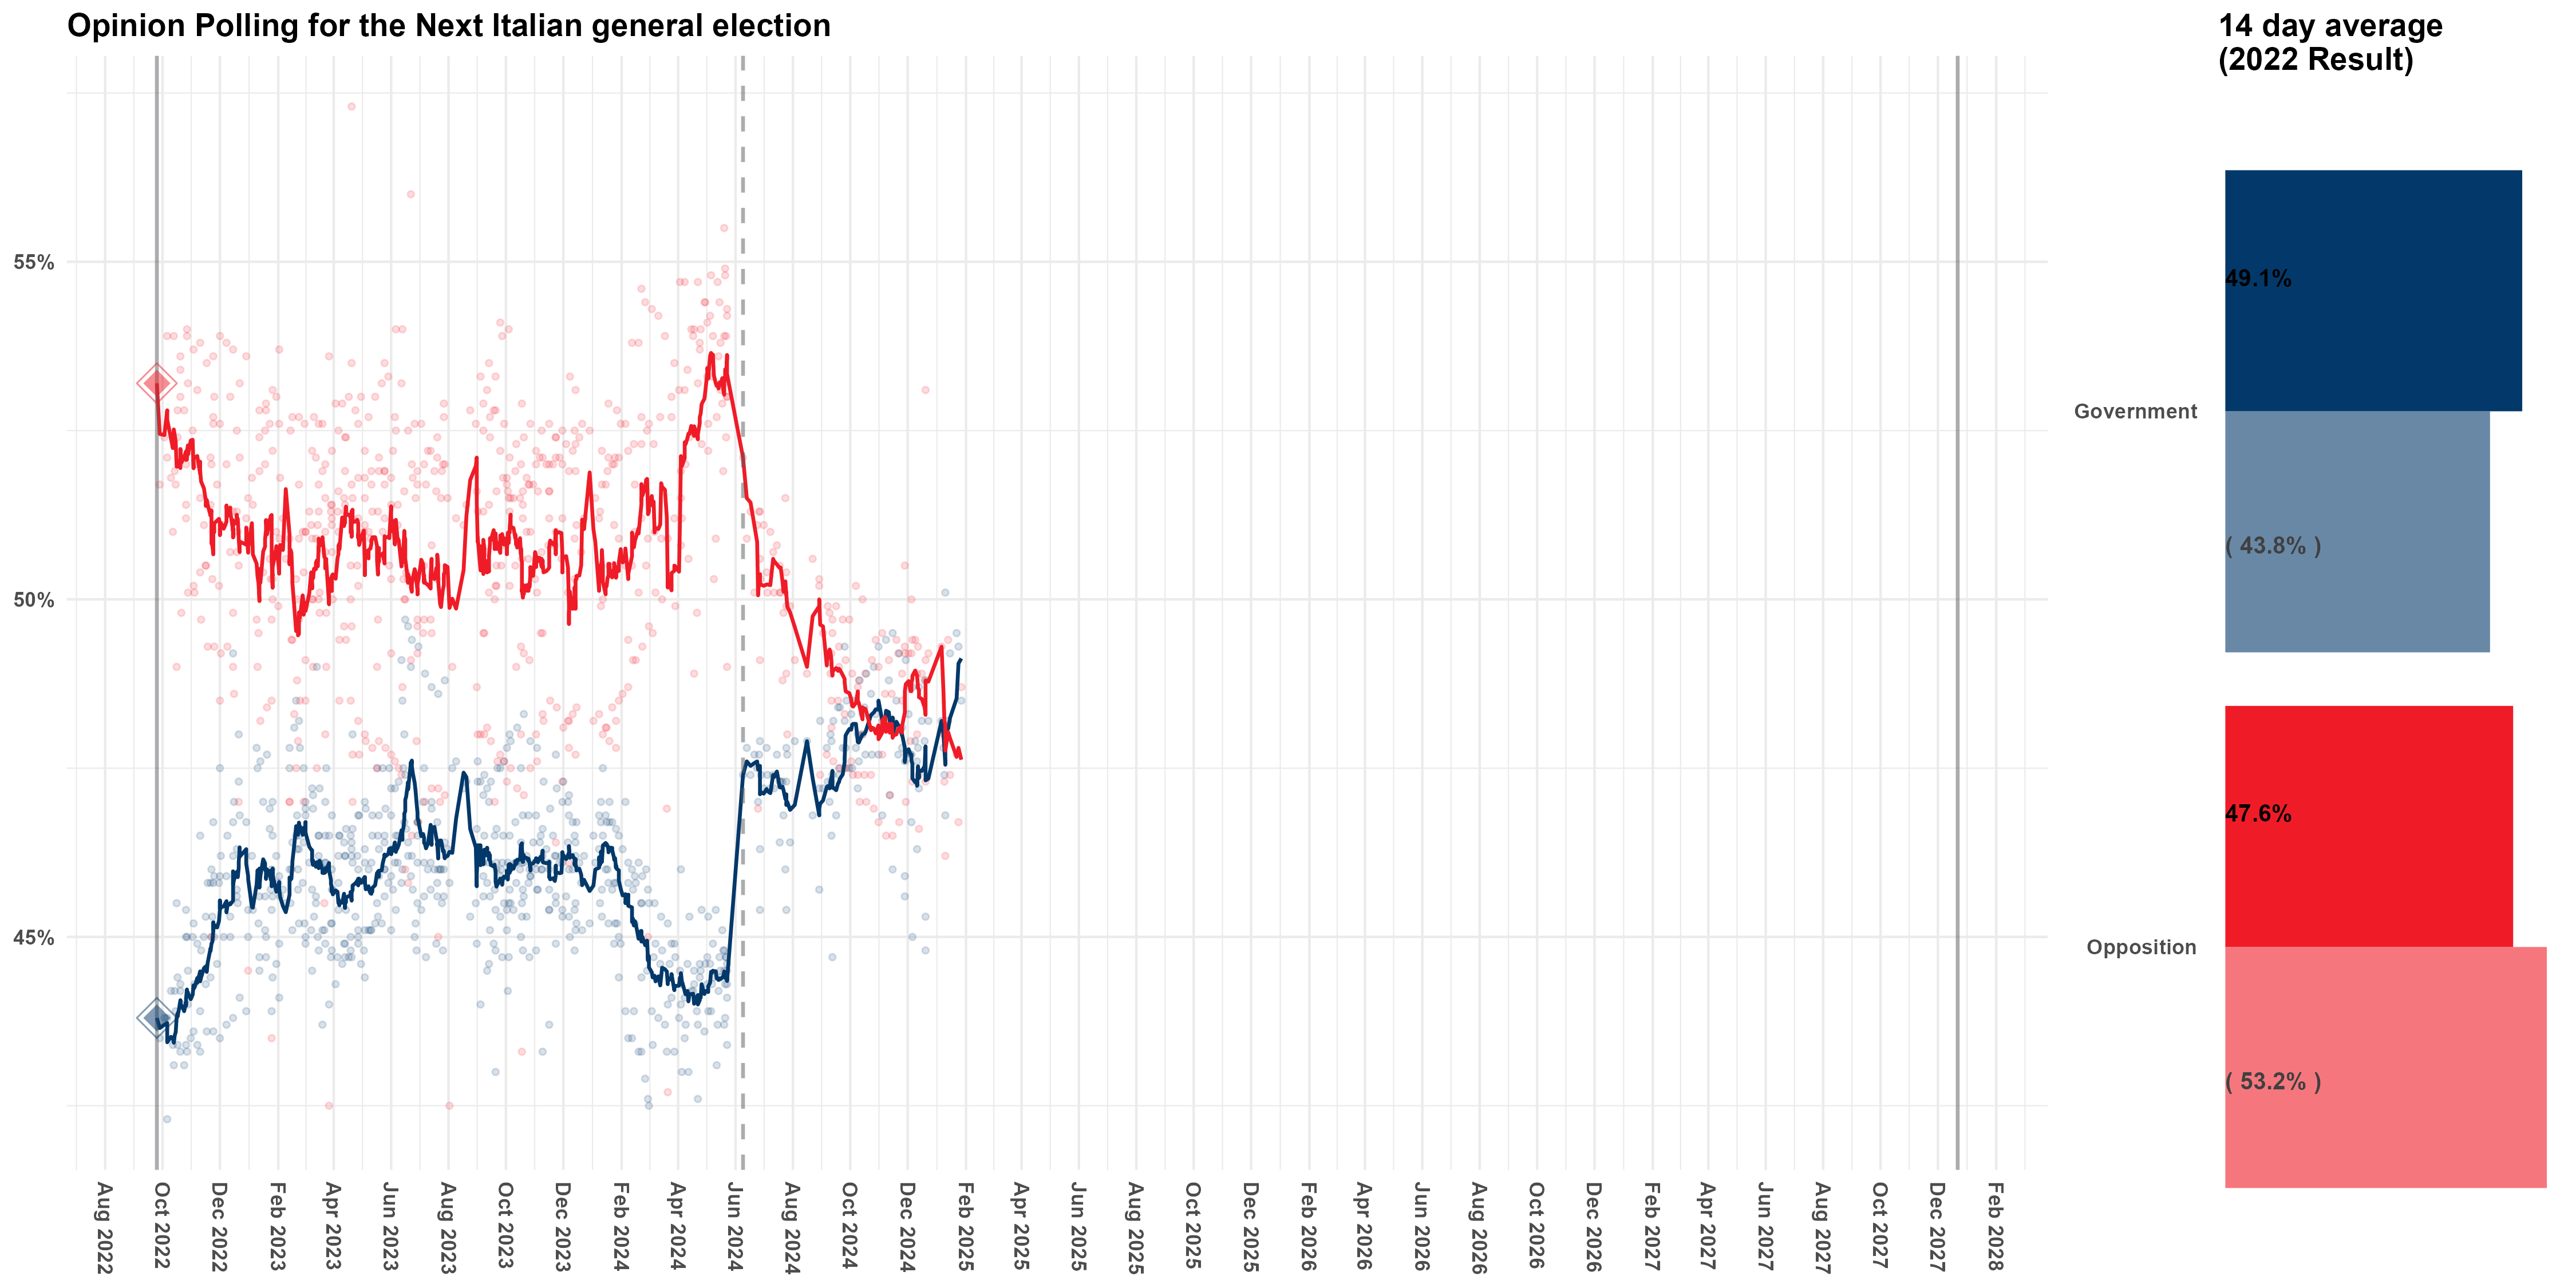 Opinion Polling for the Next Italian general election
14 day average
(2022 Result)
55%
50%
45%
Aug 2022
Oct 2022
Dec 2022
Feb 2023
Apr 2023
Jun 2023
Aug 2023
Oct 2023
Dec 2023
Feb 2024
Apr 2024
Jun 2024
Aug 2024
Oct 2024
Dec 2024
Feb 2025
Apr 2025
Jun 2025
Aug 2025
Oct 2025
Dec 2025
Feb 2026
Apr 2026
Jun 2026
Aug 2026
Oct 2026
Dec 2026
Feb 2027
Apr 2027
Jun 2027
Aug 2027
Oct 2027
Dec 2027
Feb 2028
Government
49.1%
( 43.8% )
Opposition
47.6%
( 53.2% )